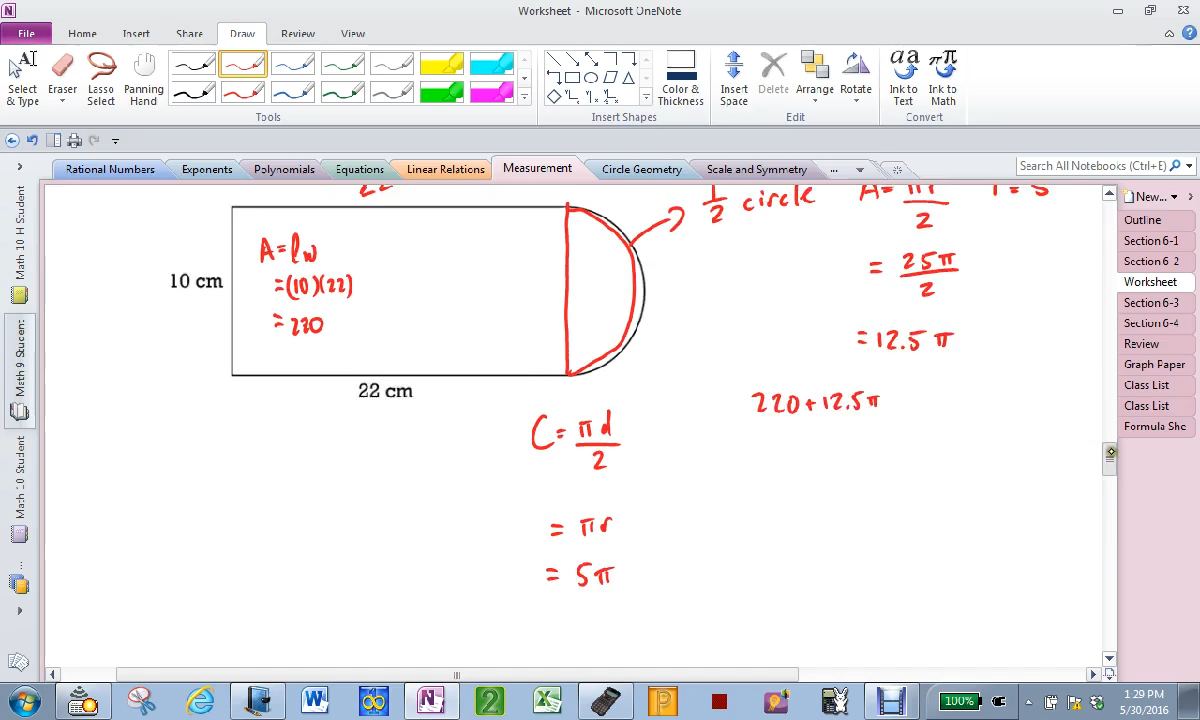 Worksheet - Microsoft OneNote
File Home Insert Share Draw Review View
Select & Type
Eraser
Lasso Select
Panning Hand
Color & Thickness
Insert Space
Delete
Arrange
Rotate
Ink to Text
Ink to Math
Tools
Insert Shapes
Edit
Convert
Rational Numbers Exponents Polynomials Equations Linear Relations Measurement Circle Geometry Scale and Symmetry ...
Search All Notebooks (Ctrl+E)
Math 10 H Student
Math 9 Student
Math 10 Student
New...
Outline
Section 6-1
Section 6-2
Worksheet
Section 6-3
Section 6-4
Review
Graph Paper
Class List
Class List
Formula She
22
1/2 circle
A = πr/2
r = 5
= 25π/2
= 12.5π
A = lw
= (10)(22)
= 220
10 cm
22 cm
220 + 12.5π
C = πd/2
= πr
= 5π
100%
1:29 PM
5/30/2016